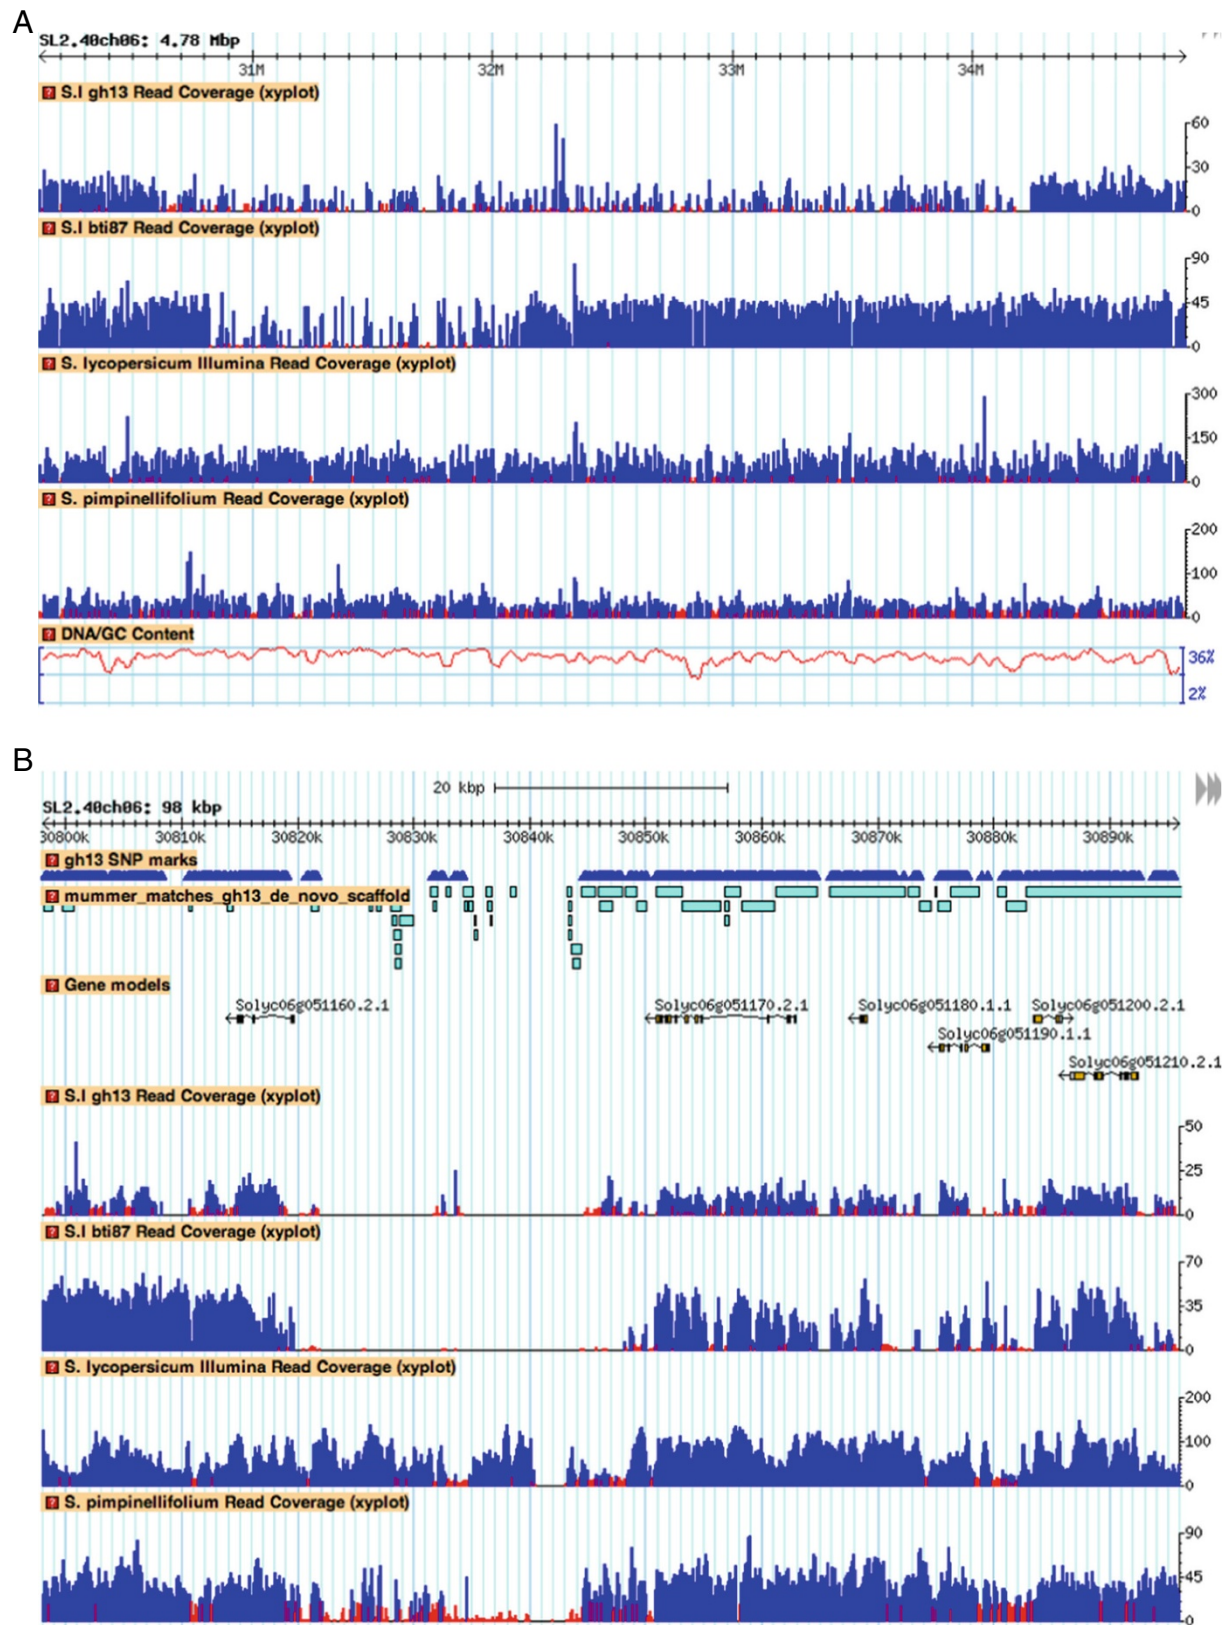 A
SL2.40ch06: 4.78 Mbp
31M 32M 33M 34M
S.l gh13 Read Coverage (xyplot)
60
30
0
S.l bti87 Read Coverage (xyplot)
90
45
0
S. lycopersicum Illumina Read Coverage (xyplot)
300
150
0
S. pimpinellifolium Read Coverage (xyplot)
200
100
0
DNA/GC Content
36%
2%
B
20 kbp
SL2.40ch06: 98 kbp
30800k 30810k 30820k 30830k 30840k 30850k 30860k 30870k 30880k 30890k
gh13 SNP marks
mummer_matches_gh13_de_novo_scaffold
Gene models
Solyc06g051160.2.1 Solyc06g051170.2.1 Solyc06g051180.1.1 Solyc06g051200.2.1
Solyc06g051190.1.1
Solyc06g051210.2.1
S.l gh13 Read Coverage (xyplot)
50
25
0
S.l bti87 Read Coverage (xyplot)
70
35
0
S. lycopersicum Illumina Read Coverage (xyplot)
200
100
0
S. pimpinellifolium Read Coverage (xyplot)
90
45
0